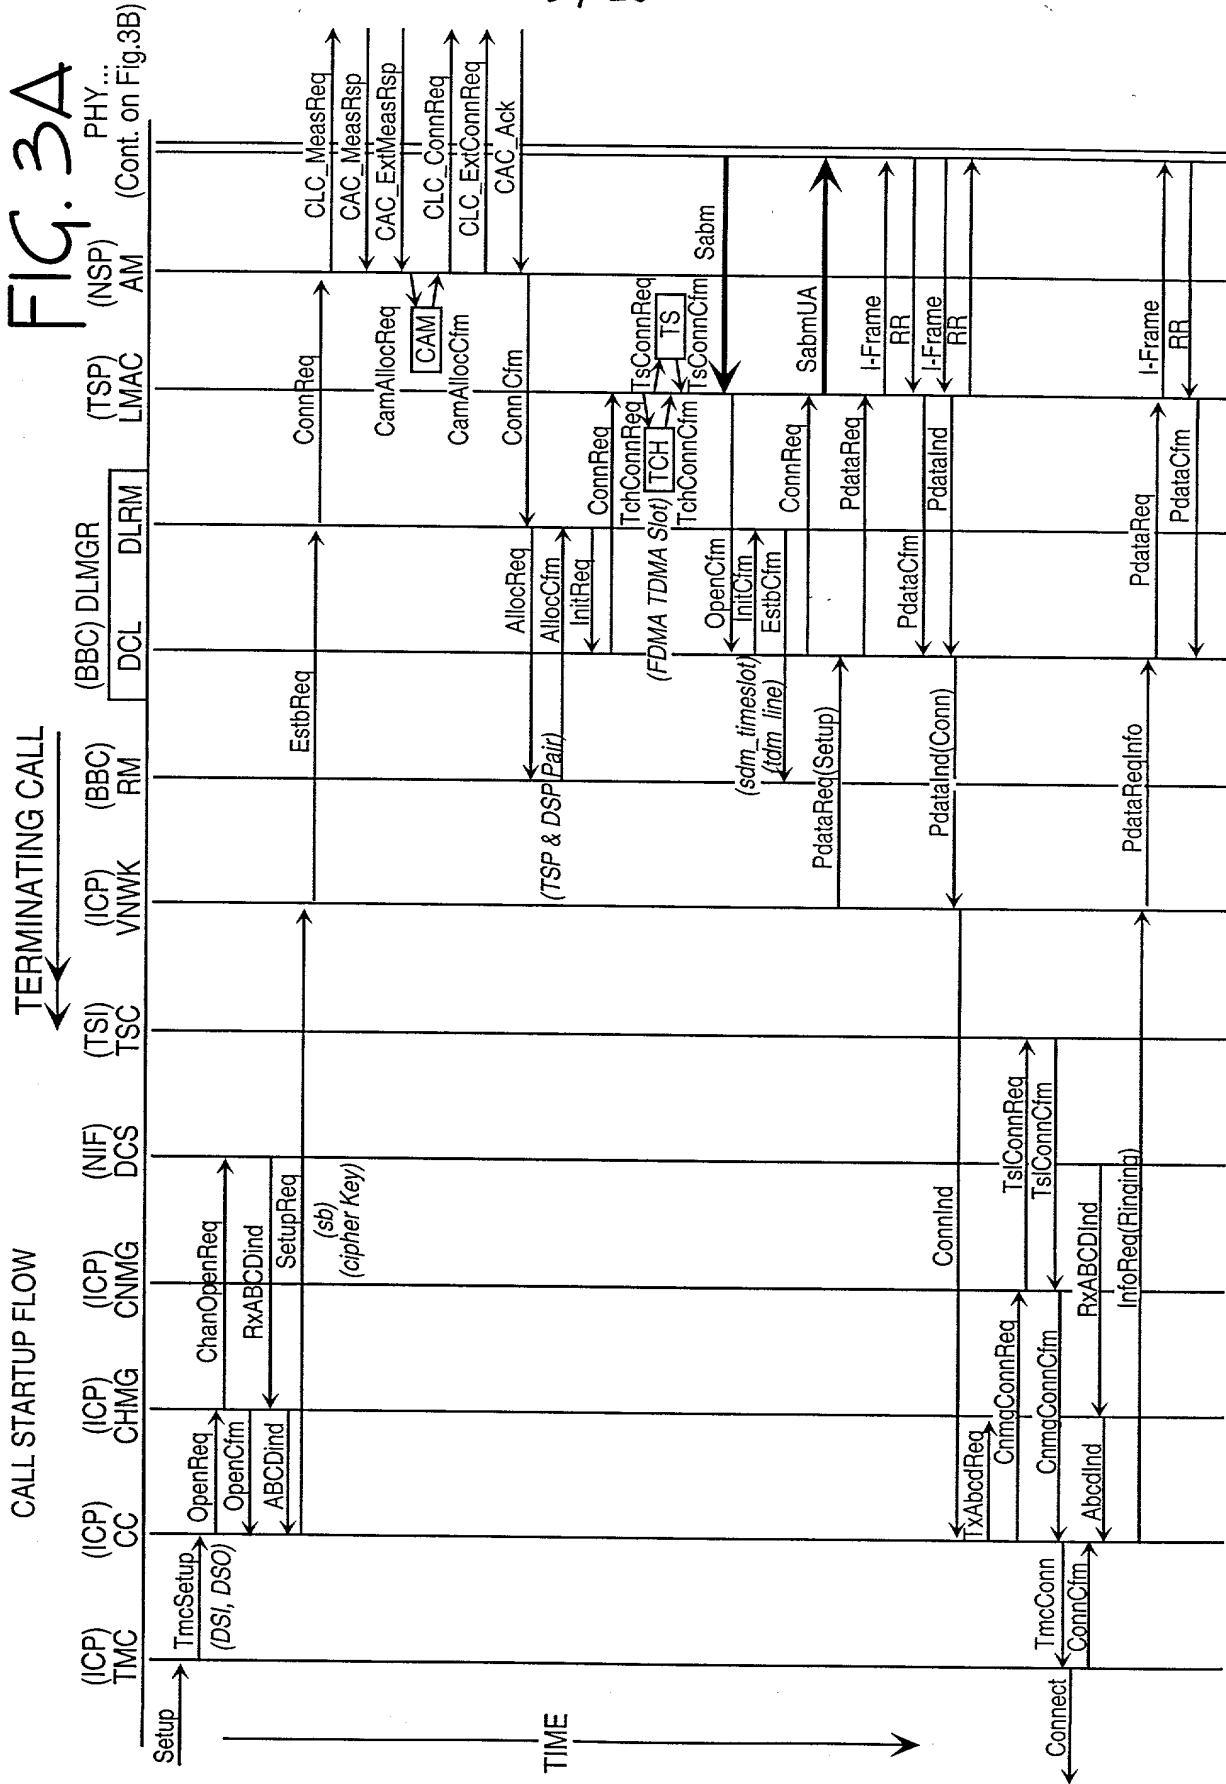 FIG. 3A
CALL STARTUP FLOW
TERMINATING CALL
(ICP)
TMC
(ICP)
CC
(ICP)
CHMG
(ICP)
CNMG
(NIF)
DCS
(TSI)
TSC
(ICP)
VNWK
(BBC)
RM
(BBC) DLMGR
DCL DLRM
(TSP)
LMAC
(NSP)
AM
PHY...
(Cont. on Fig.3B)
TIME
Setup
TmcSetup
(DSI, DSO)
OpenReq
ChanOpenReq
OpenCfm
RxABCDind
ABCDind
SetupReq
(sb)
(cipher Key)
EstbReq
ConnReq
CLC_MeasReq
CAC_MeasRsp
CAC_ExtMeasRsp
CamAllocReq
CAM
CamAllocCfm
CLC_ConnReq
CLC_ExtConnReq
CAC_Ack
ConnCfm
AllocReq
AllocCfm
(TSP & DSP Pair)
InitReq
ConnReq
TchConnReq
TCH
TchConnCfm
(FDMA TDMA Slot)
TsConnReq
TS
TsConnCfm
Sabm
OpenCfm
InitCfm
EstbCfm
(sdm_timeslot)
(tdm_line)
ConnReq
SabmUA
PdataReq(Setup)
PdataReq
I-Frame
RR
PdataCfm
I-Frame
PdataInd
RR
PdataInd(Conn)
ConnInd
TxAbcdReq
CnmgConnReq
TsIConnReq
TsIConnCfm
CnmgConnCfm
TmcConn
Connect
ConnCfm
RxABCDInd
AbcdInd
InfoReq(Ringing)
PdataReqInfo
PdataReq
I-Frame
RR
PdataCfm